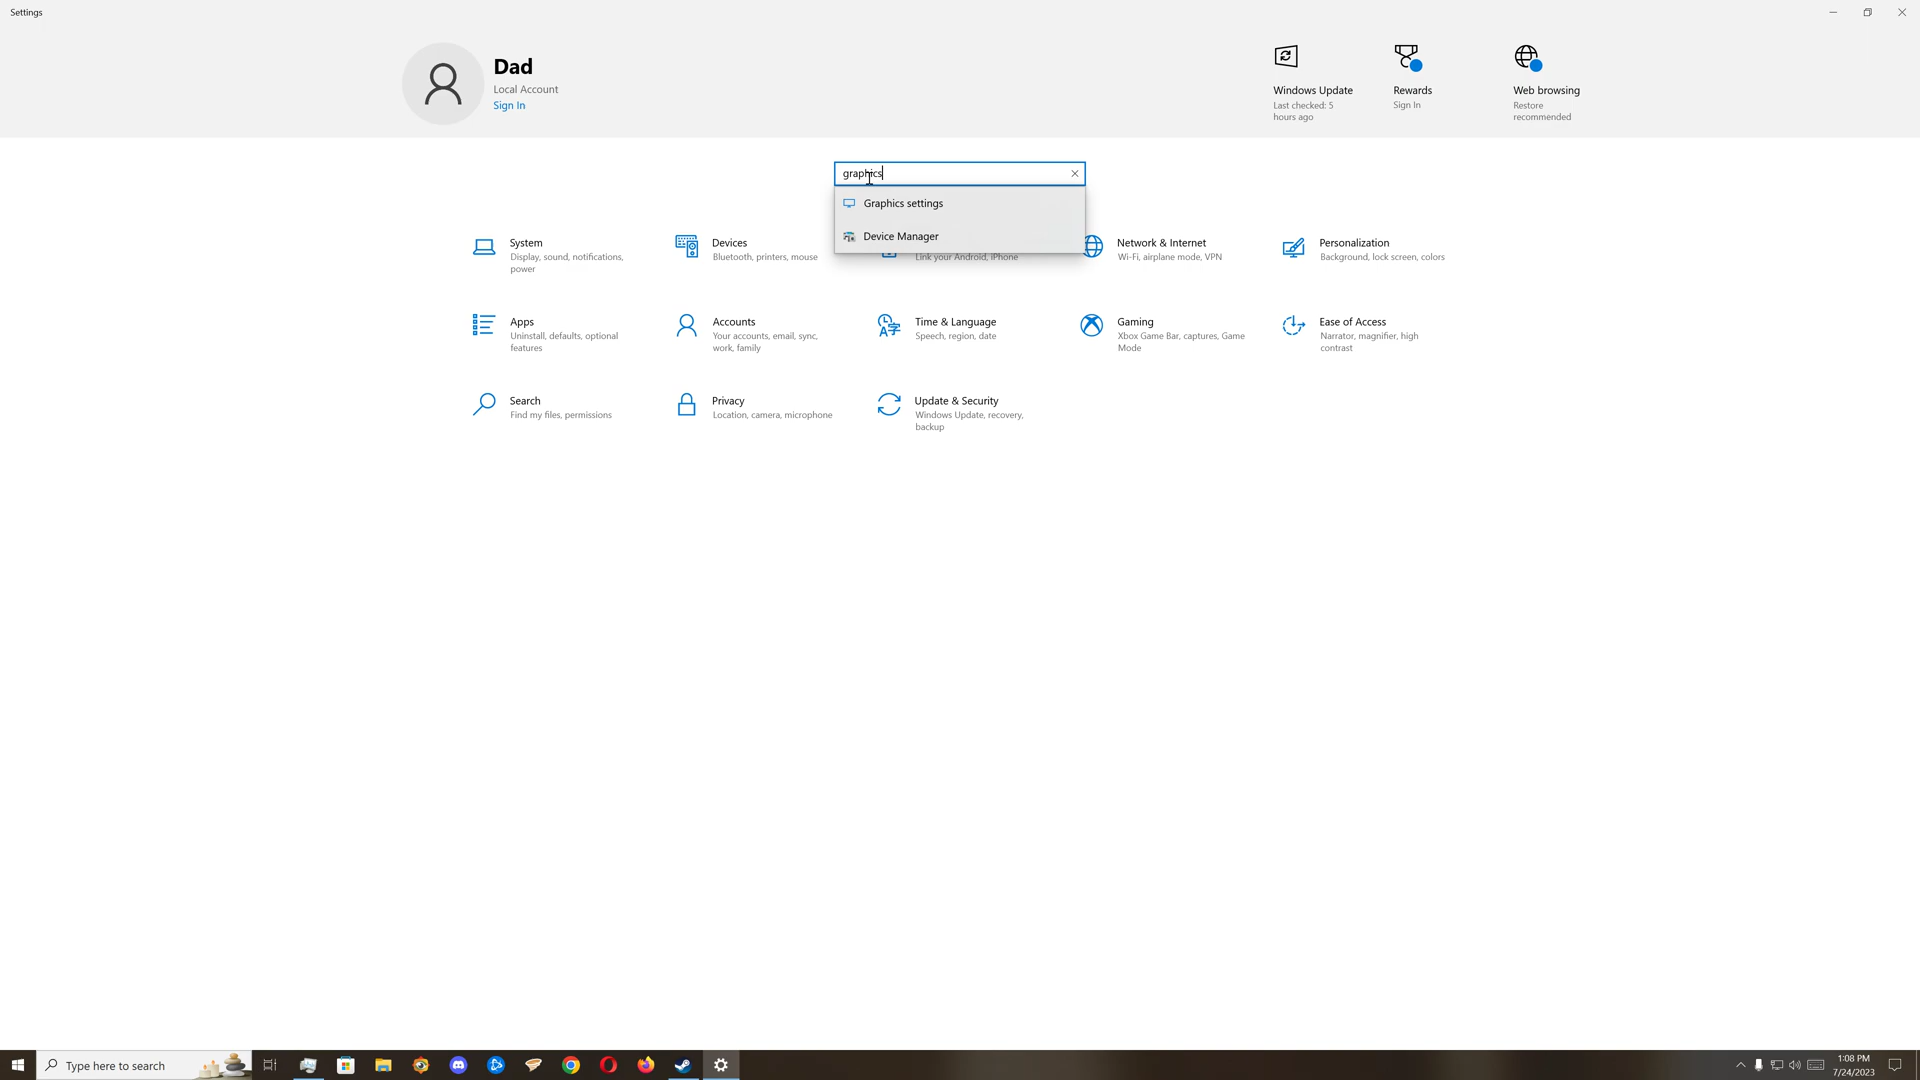 Settings
Dad
Local Account
Sign In
Windows Update
Last checked: 5
hours ago
Rewards
Sign In
Web browsing
Restore
recommended
graphics
Graphics settings
Device Manager
System
Display, sound, notifications,
power
Devices
Bluetooth, printers, mouse
Link your Android, iPhone
Network & Internet
Wi-Fi, airplane mode, VPN
Personalization
Background, lock screen, colors
Apps
Uninstall, defaults, optional
features
Accounts
Your accounts, email, sync,
work, family
Time & Language
Speech, region, date
Gaming
Xbox Game Bar, captures, Game
Mode
Ease of Access
Narrator, magnifier, high
contrast
Search
Find my files, permissions
Privacy
Location, camera, microphone
Update & Security
Windows Update, recovery,
backup
Type here to search
1:08 PM
7/24/2023